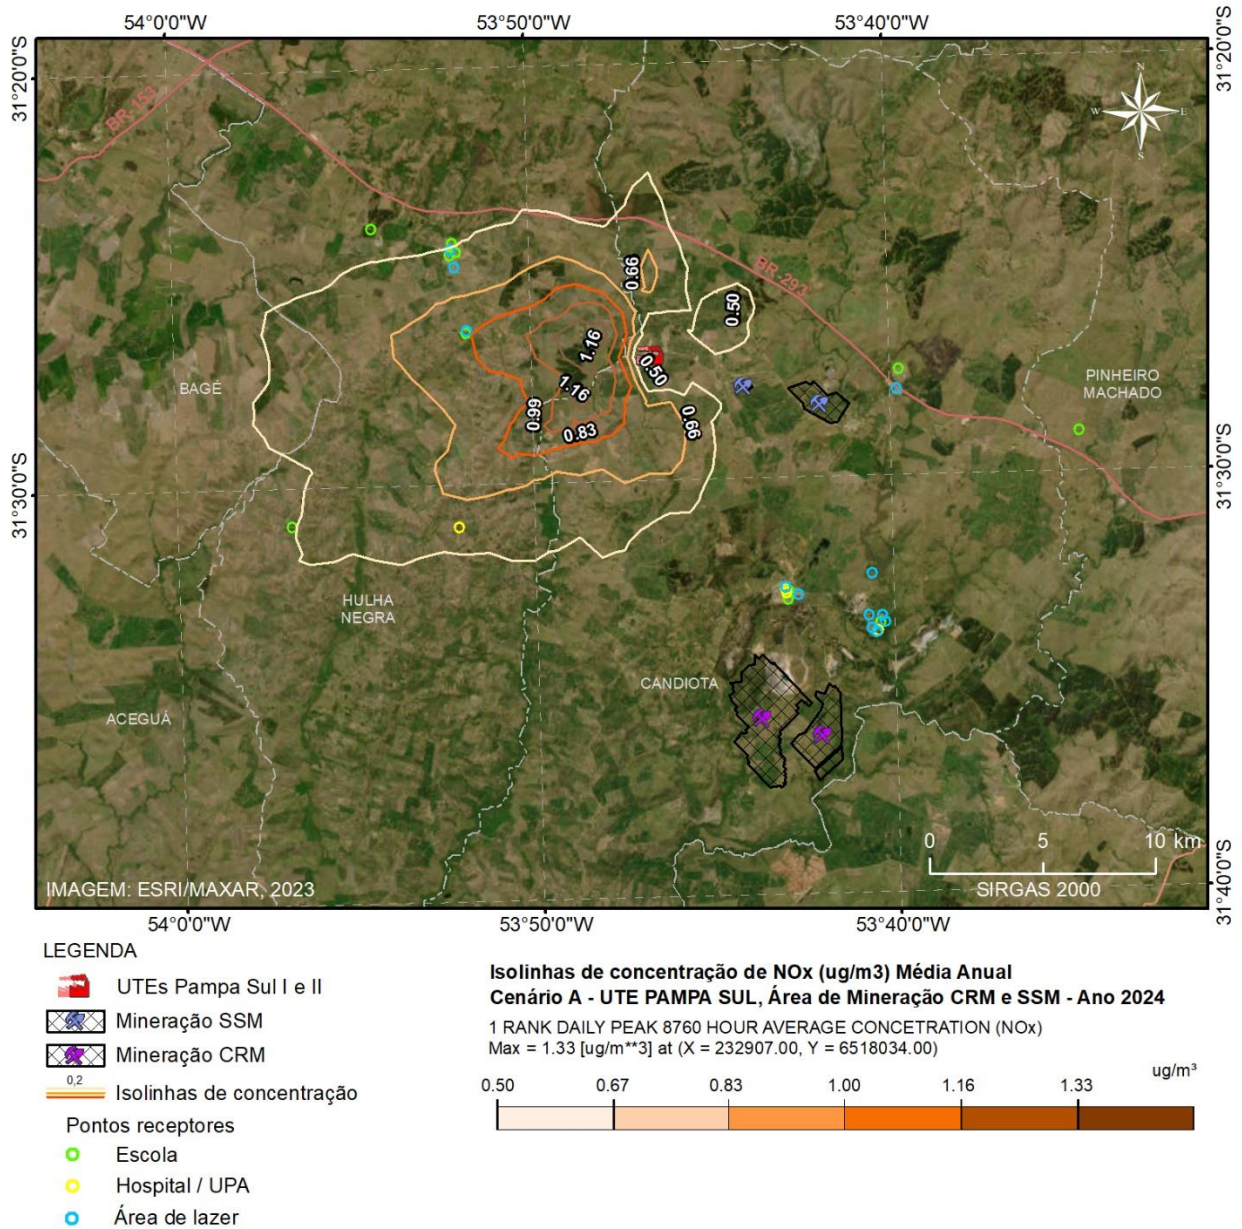 54°0'0"W 53°50'0"W 53°40'0"W
31°20'0"S 31°20'0"S
N
W E
S
BR-153
BR-293
0.66
0.50
1.16
0.50
PINHEIRO
MACHADO
BAGÉ
1.16
0.99
0.83
0.66
31°30'0"S 31°30'0"S
HULHA
NEGRA
CANDIOTA
ACEGUÁ
0 5 10 km
IMAGEM: ESRI/MAXAR, 2023
SIRGAS 2000
31°40'0"S 31°40'0"S
54°0'0"W 53°50'0"W 53°40'0"W
LEGENDA
UTEs Pampa Sul I e II
Mineração SSM
Mineração CRM
0,2
Isolinhas de concentração
Pontos receptores
Escola
Hospital / UPA
Área de lazer
Isolinhas de concentração de NOx (ug/m3) Média Anual
Cenário A - UTE PAMPA SUL, Área de Mineração CRM e SSM - Ano 2024
1 RANK DAILY PEAK 8760 HOUR AVERAGE CONCETRATION (NOx)
Max = 1.33 [ug/m**3] at (X = 232907.00, Y = 6518034.00)
ug/m³
0.50 0.67 0.83 1.00 1.16 1.33